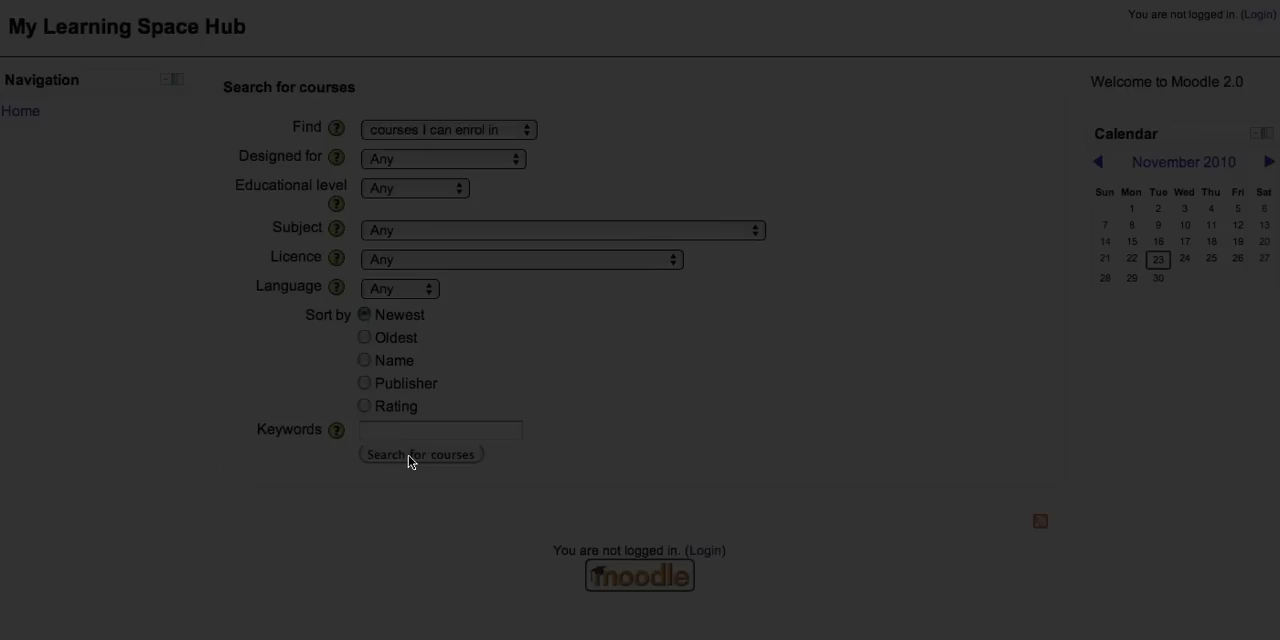 My Learning Space Hub
You are not logged in. (Login)
Navigation
Home
Search for courses
Find ? courses I can enrol in
Designed for ? Any
Educational level ? Any
Subject ? Any
Licence ? Any
Language ? Any
Sort by Newest
Oldest
Name
Publisher
Rating
Keywords ?
Search for courses
Welcome to Moodle 2.0
Calendar
November 2010
Sun Mon Tue Wed Thu Fri Sat
1 2 3 4 5 6
7 8 9 10 11 12 13
14 15 16 17 18 19 20
21 22 23 24 25 26 27
28 29 30
You are not logged in. (Login)
moodle